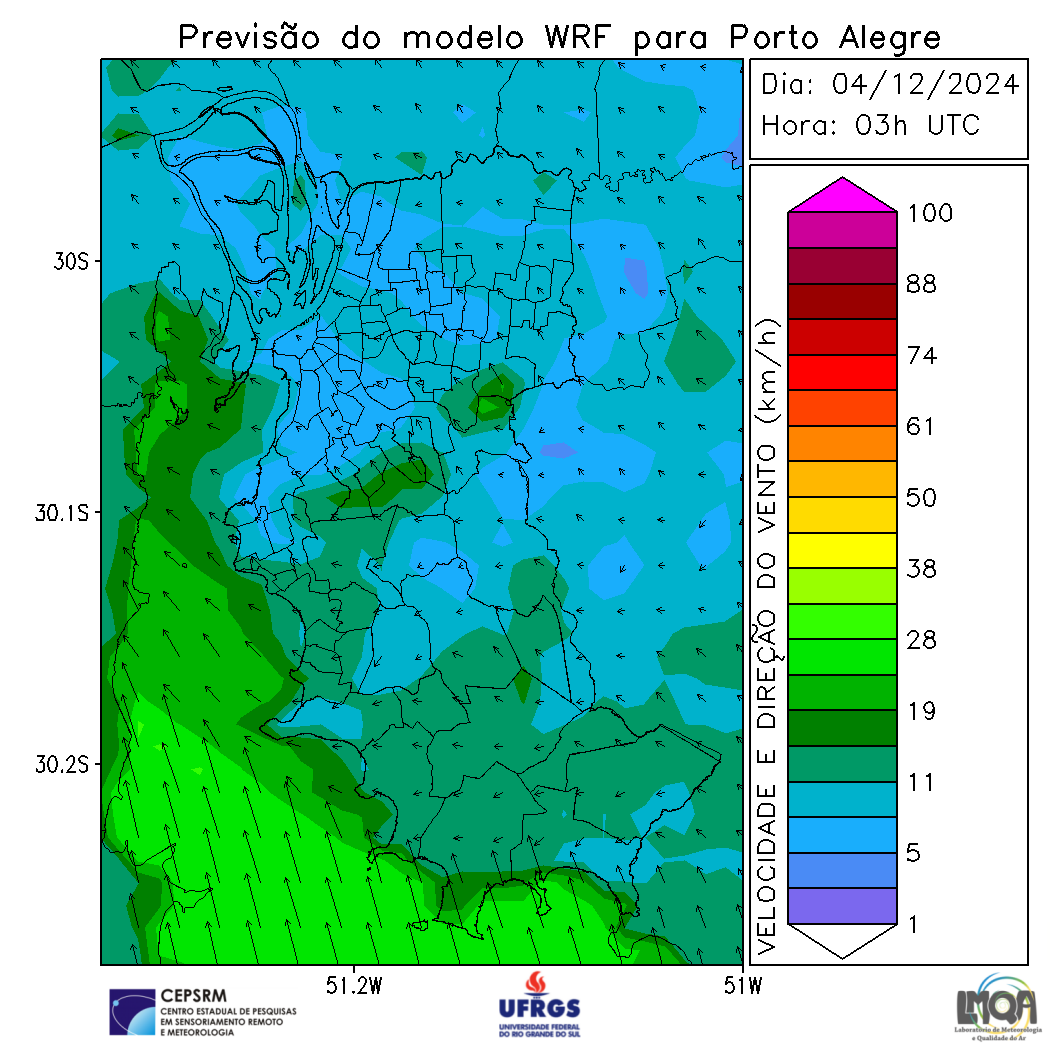 Previsão do modelo WRF para Porto Alegre
Dia: 04/12/2024
Hora: 03h UTC
30S
30.1S
30.2S
51.2W
51W
VELOCIDADE E DIREÇÃO DO VENTO (km/h)
100
88
74
61
50
38
28
19
11
5
1
CEPSRM
CENTRO ESTADUAL DE PESQUISAS
EM SENSORIAMENTO REMOTO
E METEOROLOGIA
UFRGS
UNIVERSIDADE FEDERAL
DO RIO GRANDE DO SUL
LMQA
Laboratório de Meteorologia
e Qualidade do Ar